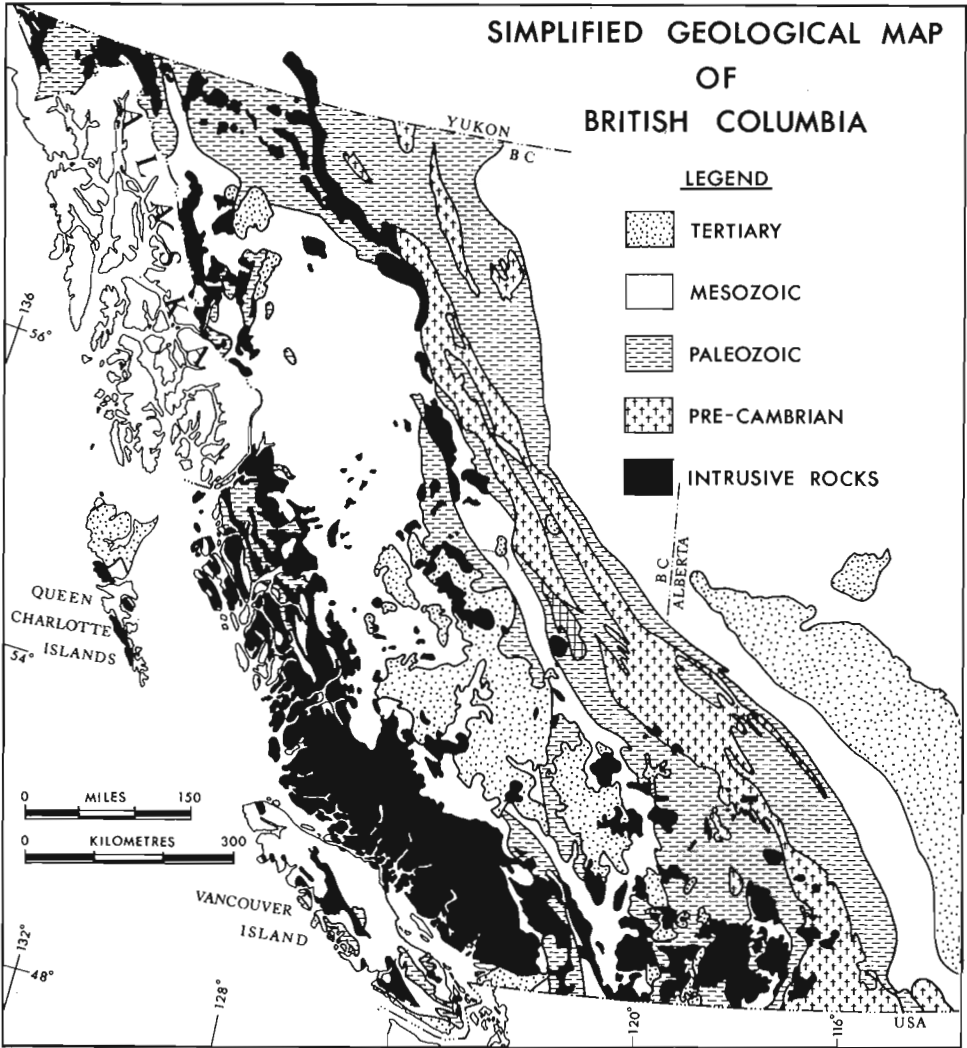 SIMPLIFIED GEOLOGICAL MAP
OF
BRITISH COLUMBIA
YUKON
BC
LEGEND
TERTIARY
MESOZOIC
PALEOZOIC
PRE-CAMBRIAN
INTRUSIVE ROCKS
ALASKA
136
56°
BC
ALBERTA
QUEEN
CHARLOTTE
ISLANDS
54°
0 MILES 150
0 KILOMETRES 300
VANCOUVER
ISLAND
132°
48°
128°
120°
116°
USA